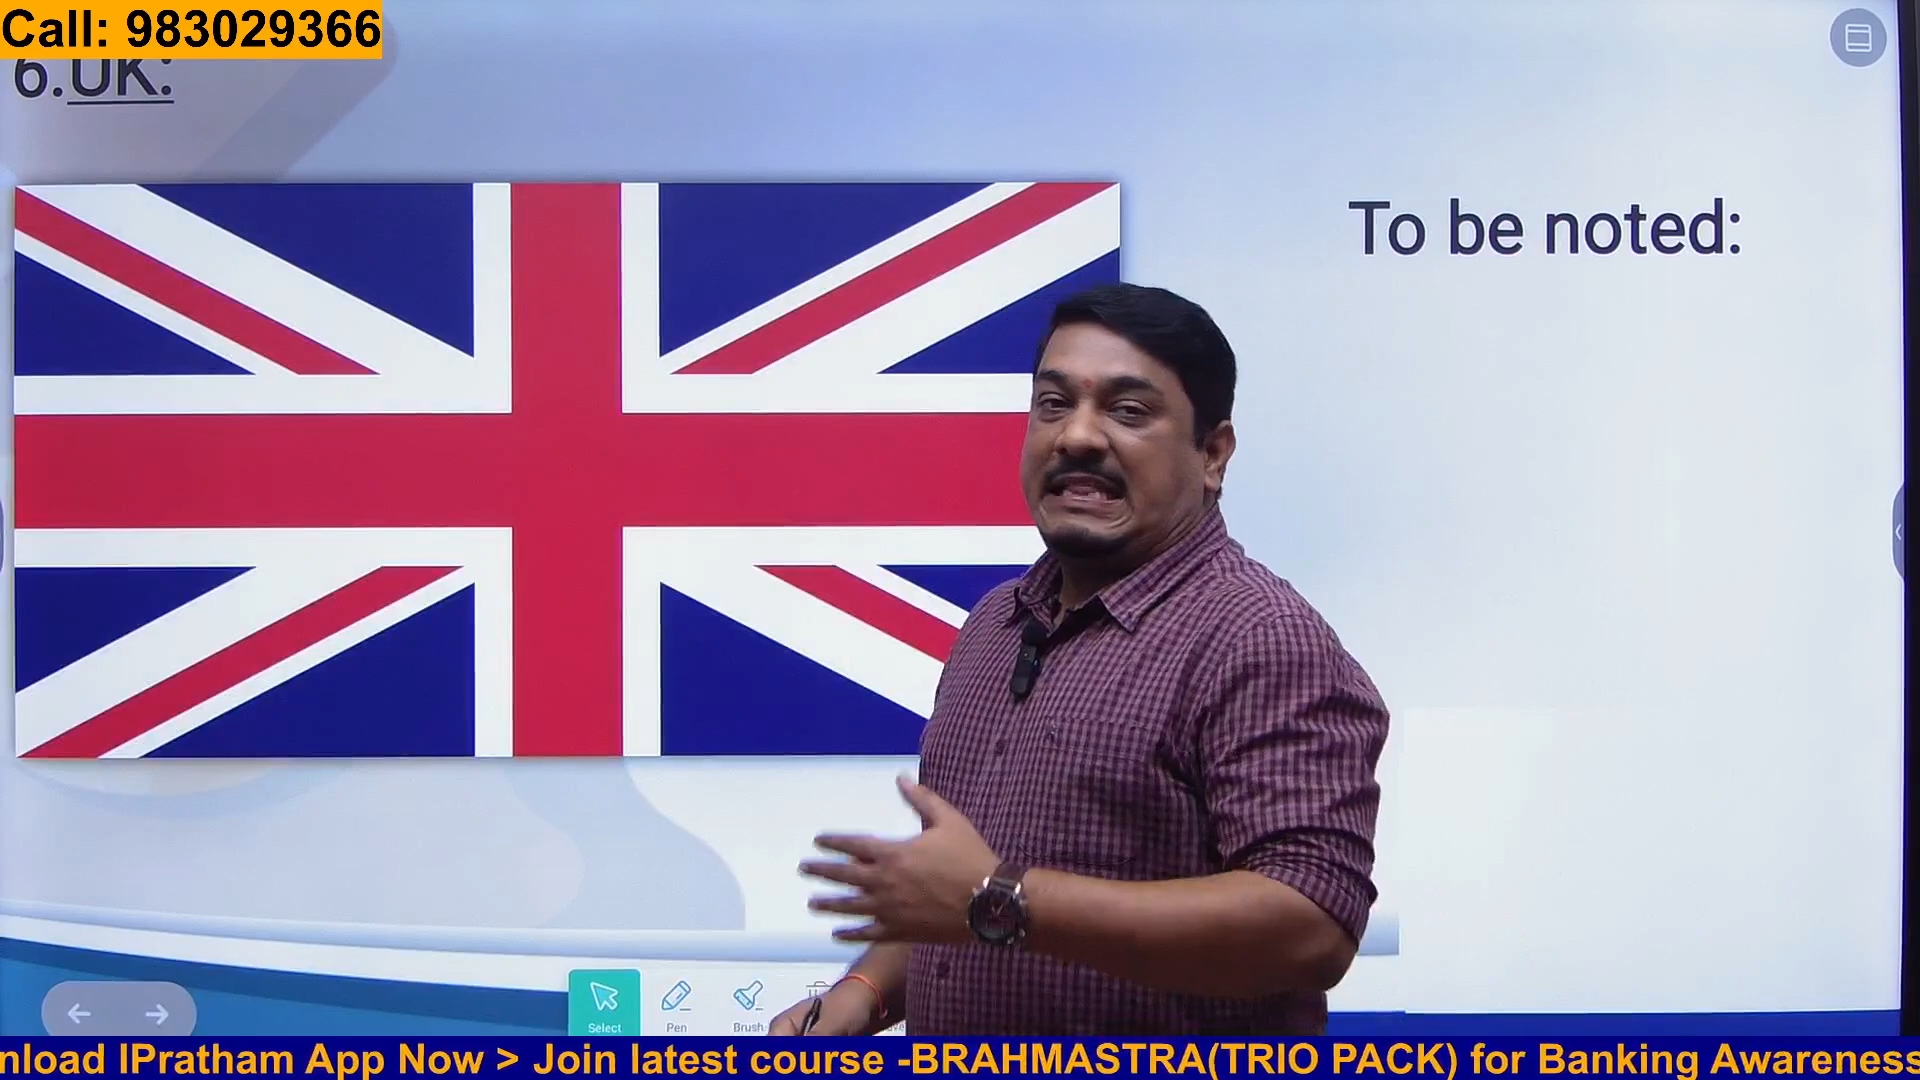 Call: 983029366
6.UK:
To be noted:
Select
Pen
Brush
nload IPratham App Now > Join latest course -BRAHMASTRA(TRIO PACK) for Banking Awareness